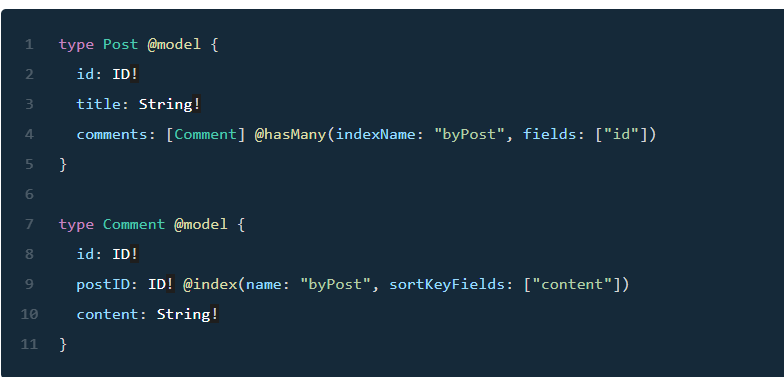 1 type Post @model {
2 id: ID!
3 title: String!
4 comments: [Comment] @hasMany(indexName: "byPost", fields: ["id"])
5 }
6
7 type Comment @model {
8 id: ID!
9 postID: ID! @index(name: "byPost", sortKeyFields: ["content"])
10 content: String!
11 }